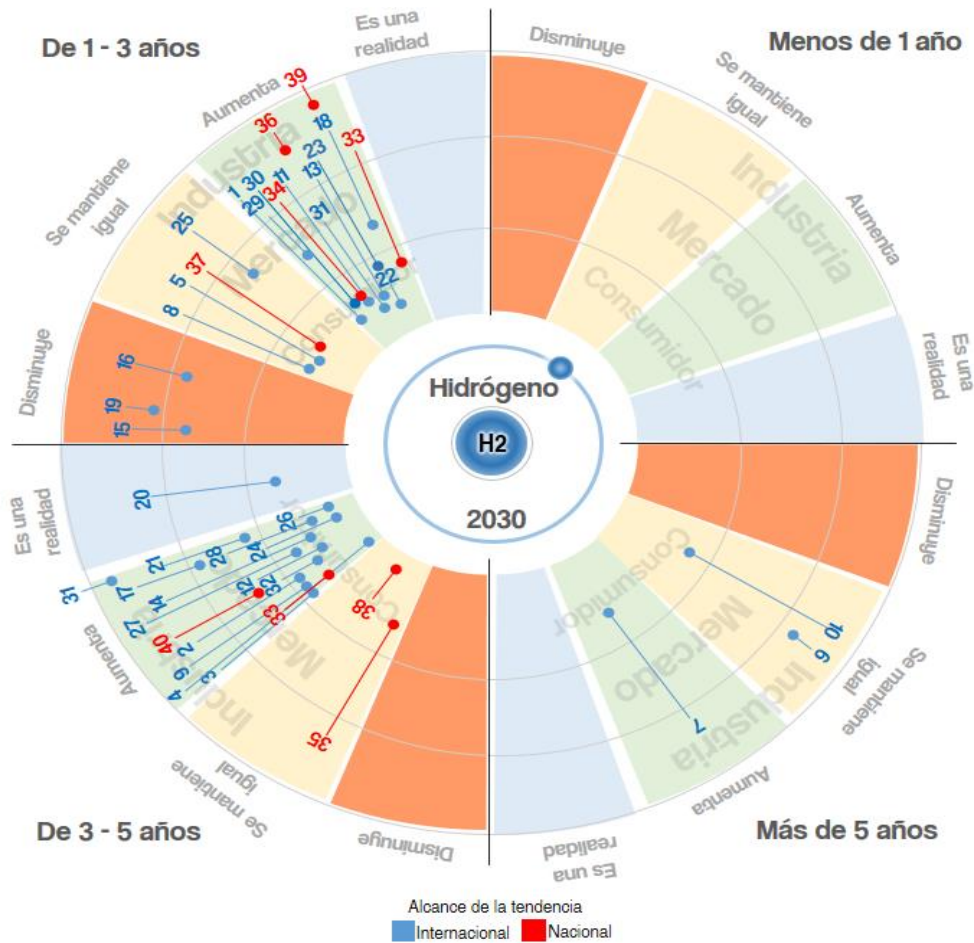 De 1 - 3 años
Es una
realidad
Disminuye
Menos de 1 año
Se mantiene
igual
Aumenta
Es una
realidad
Industria
Mercado
Consumidor
Aumenta
Se mantiene
igual
Disminuye
Industria
Mercado
39
36
18
33
23
13
11
30
34
1
29
31
22
25
37
5
8
16
19
15
Hidrógeno
H2
2030
Es una
realidad
Aumenta
Se mantiene
igual
Disminuye
20
26
28
21
24
31
17
14
12
32
27
33
40
2
9
3
4
38
35
Disminuye
Se mantiene
igual
Aumenta
Es una
realidad
Consumidor
Mercado
Industria
10
6
7
De 3 - 5 años
Más de 5 años
Alcance de la tendencia
Internacional Nacional